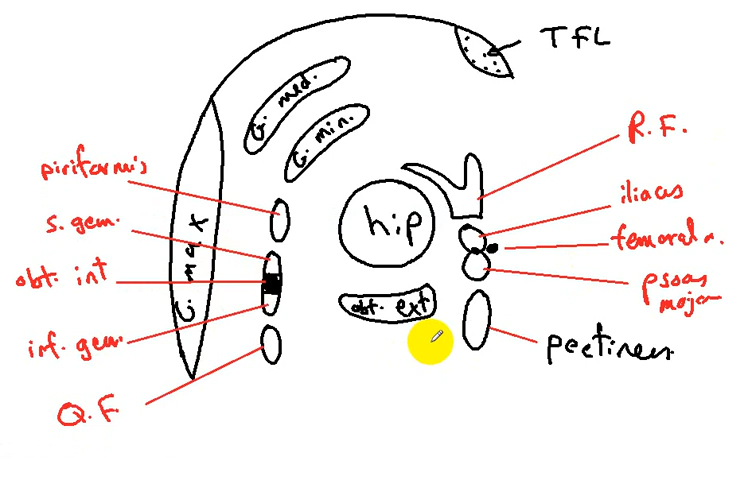 TFL
G. med.
G. min.
R.F.
piriformis
iliacus
s. gem.
G. max
hip
femoral n.
obt. int
psoas
major
obt. ext
inf. gem.
pectineus
Q.F